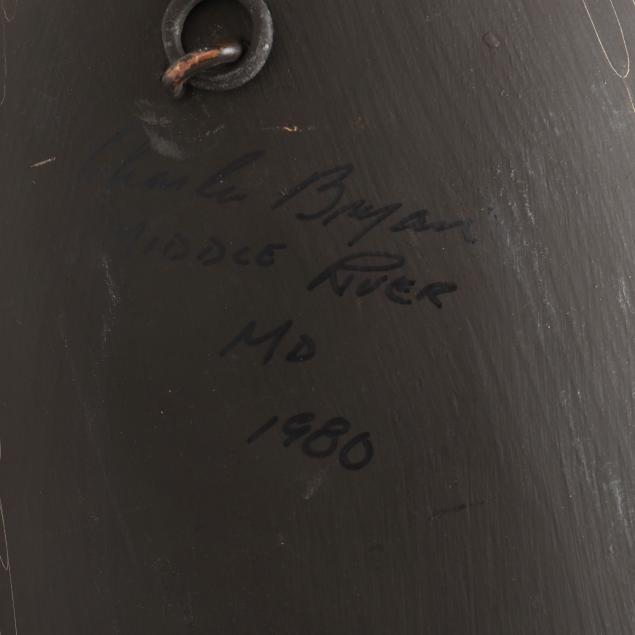 Charles Bryan
MIDDLE RIVER
MD
1980